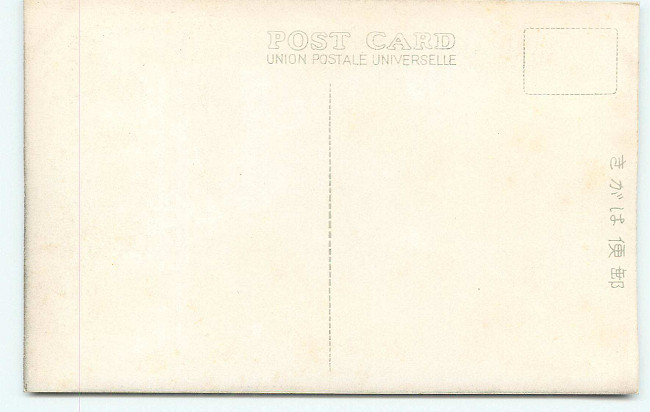 POST CARD
UNION POSTALE UNIVERSELLE
きがは便郵